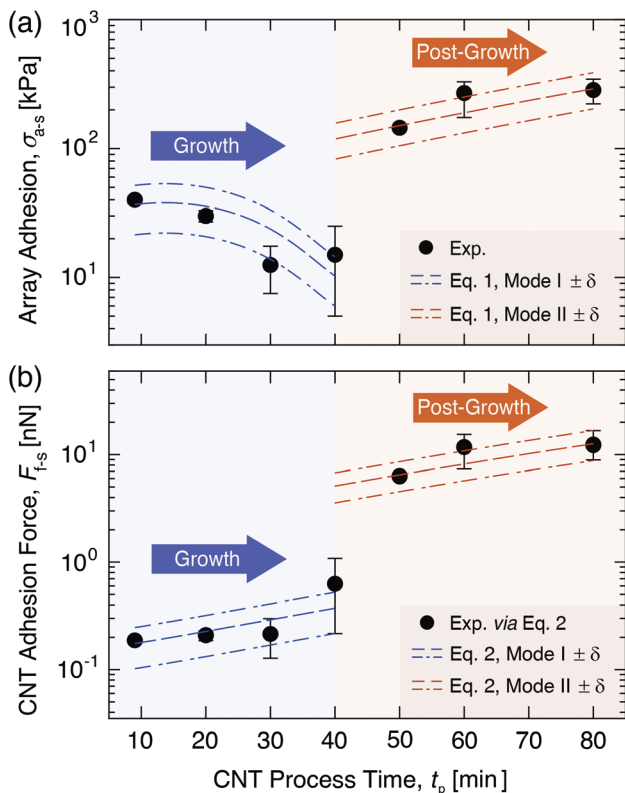 (a)
Array Adhesion, σa-s [kPa]
10³
10²
10¹
Growth
Post-Growth
Exp.
Eq. 1, Mode I ± δ
Eq. 1, Mode II ± δ
(b)
CNT Adhesion Force, Ff-s [nN]
10²
10¹
10⁰
10⁻¹
Growth
Post-Growth
Exp. via Eq. 2
Eq. 2, Mode I ± δ
Eq. 2, Mode II ± δ
10 20 30 40 50 60 70 80
CNT Process Time, tp [min]